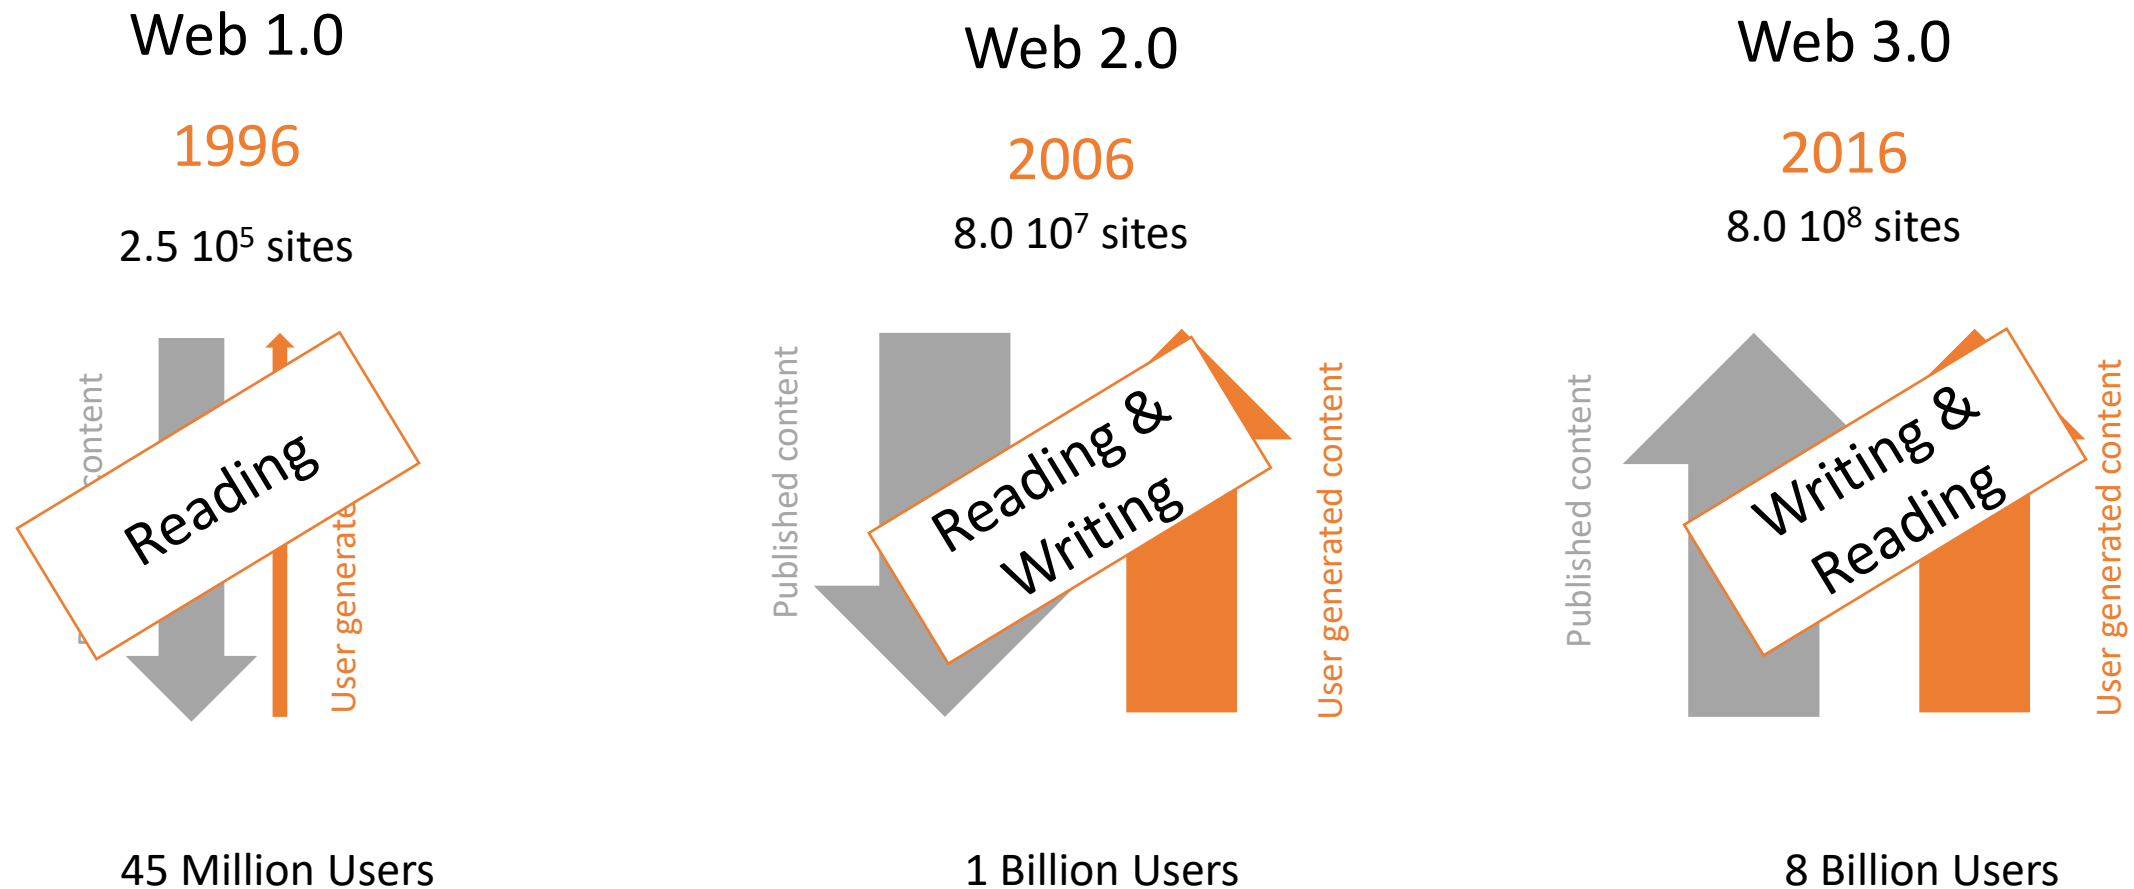 Web 1.0
1996
2.5 10⁵ sites
content
User generate
Reading
45 Million Users
Web 2.0
2006
8.0 10⁷ sites
Published content
Reading &
Writing
User generated content
1 Billion Users
Web 3.0
2016
8.0 10⁸ sites
Published content
Writing &
Reading
User generated content
8 Billion Users